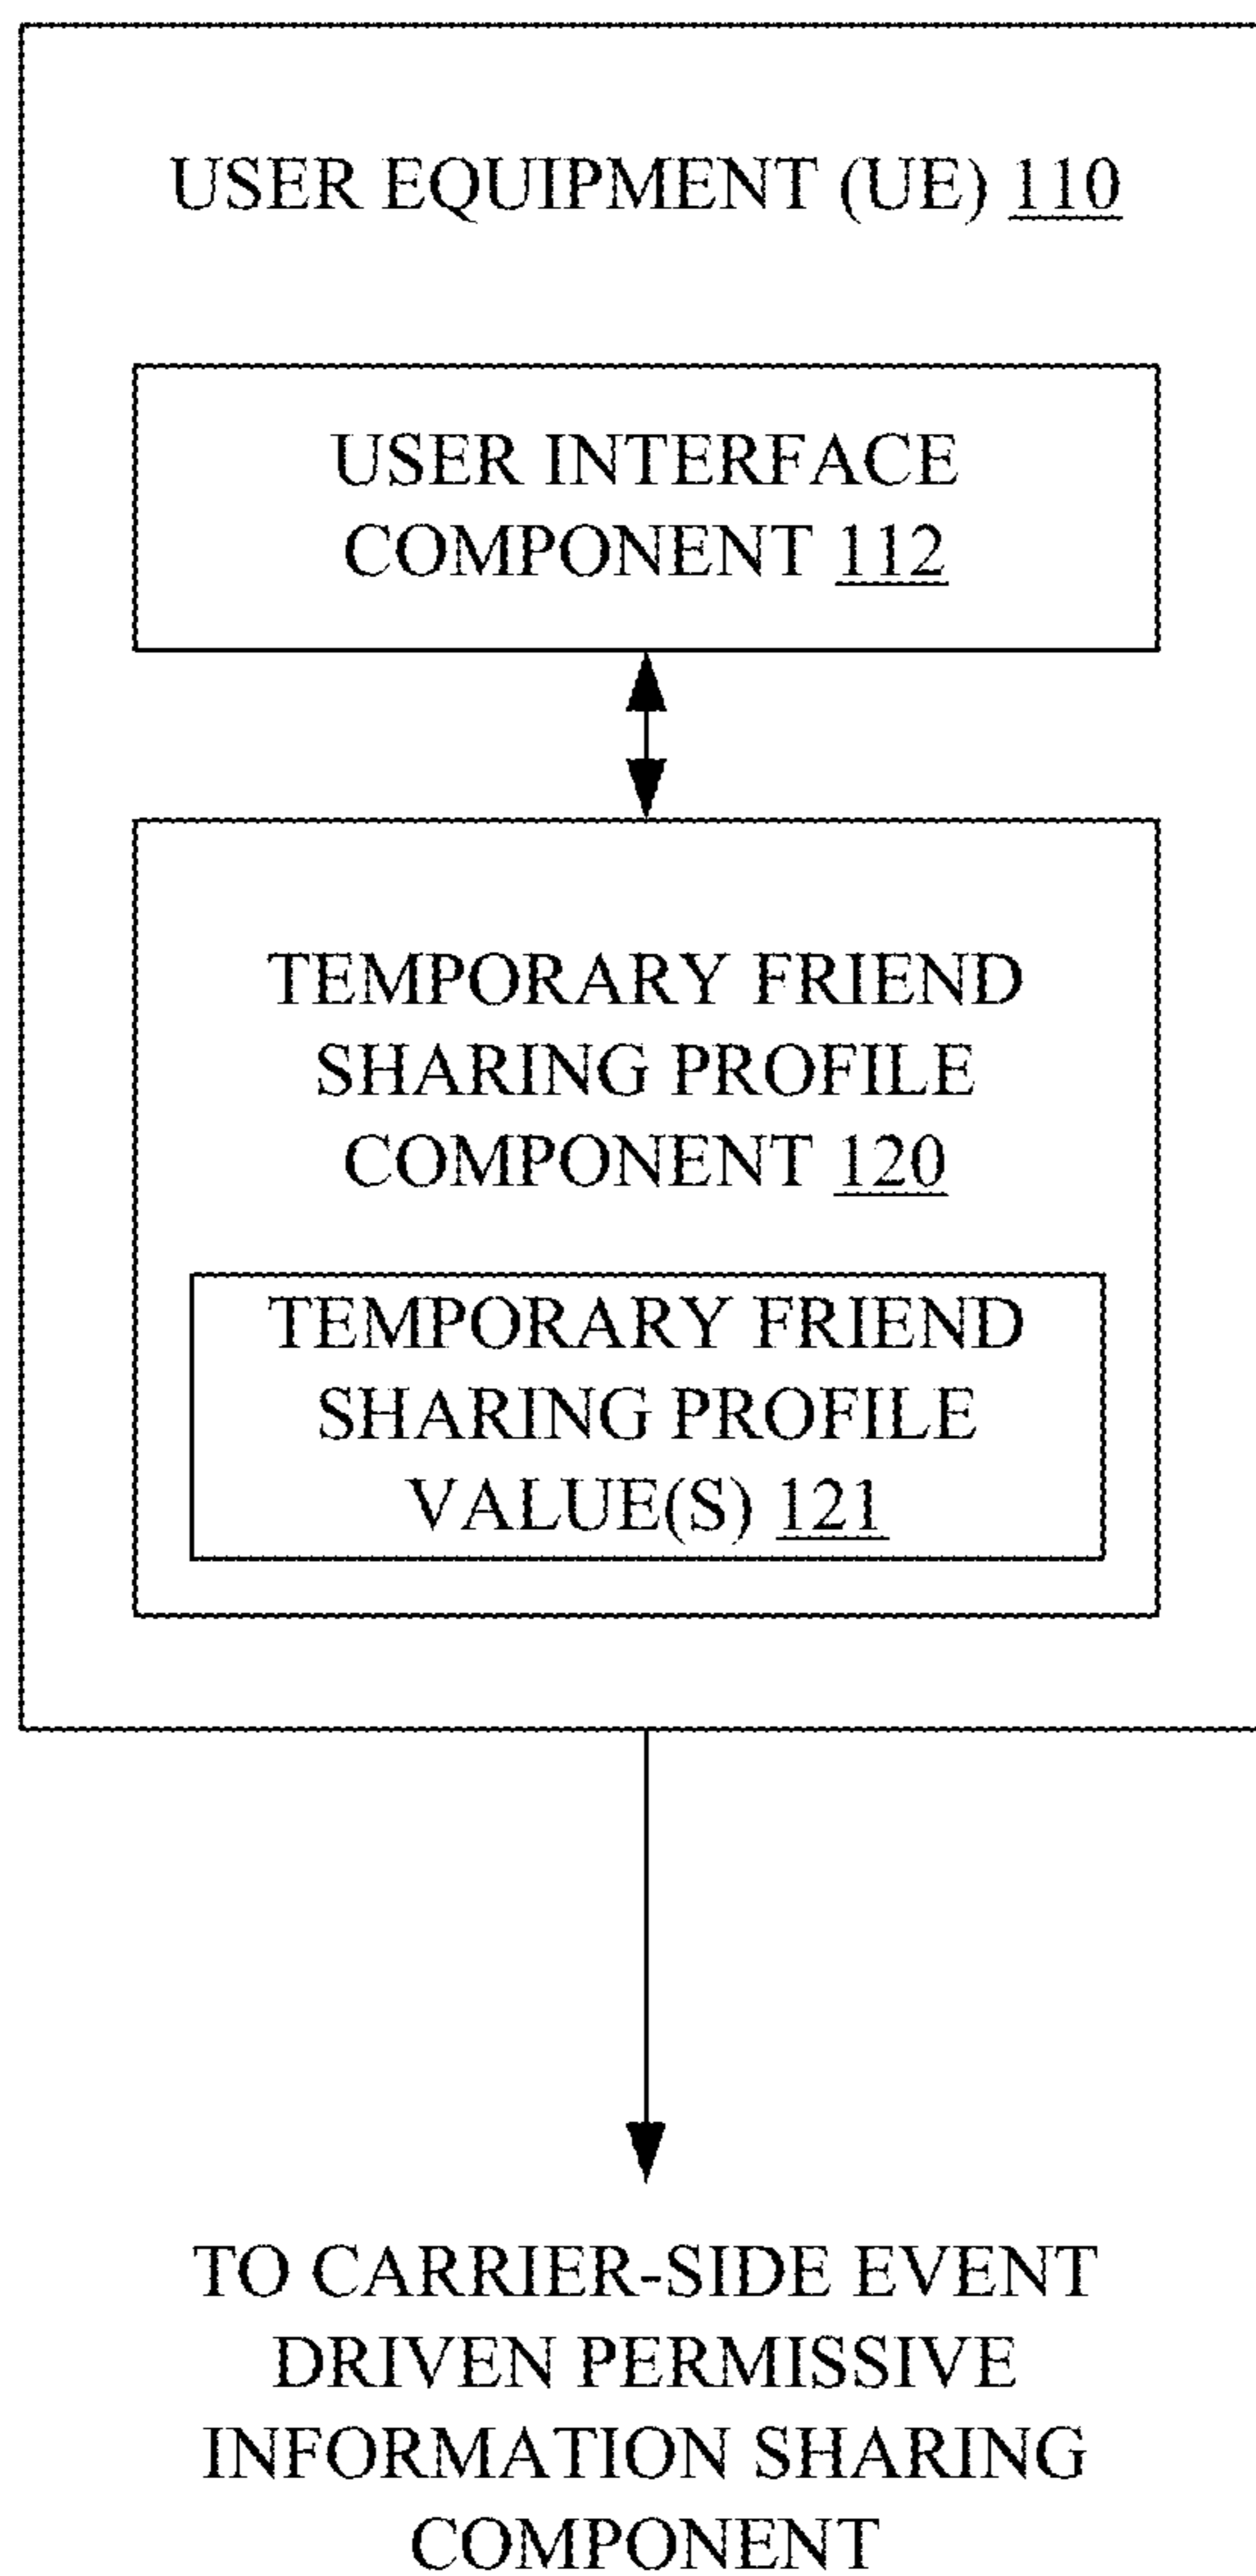 USER EQUIPMENT (UE) 110
USER INTERFACE
COMPONENT 112
TEMPORARY FRIEND
SHARING PROFILE
COMPONENT 120
TEMPORARY FRIEND
SHARING PROFILE
VALUE(S) 121
TO CARRIER-SIDE EVENT
DRIVEN PERMISSIVE
INFORMATION SHARING
COMPONENT